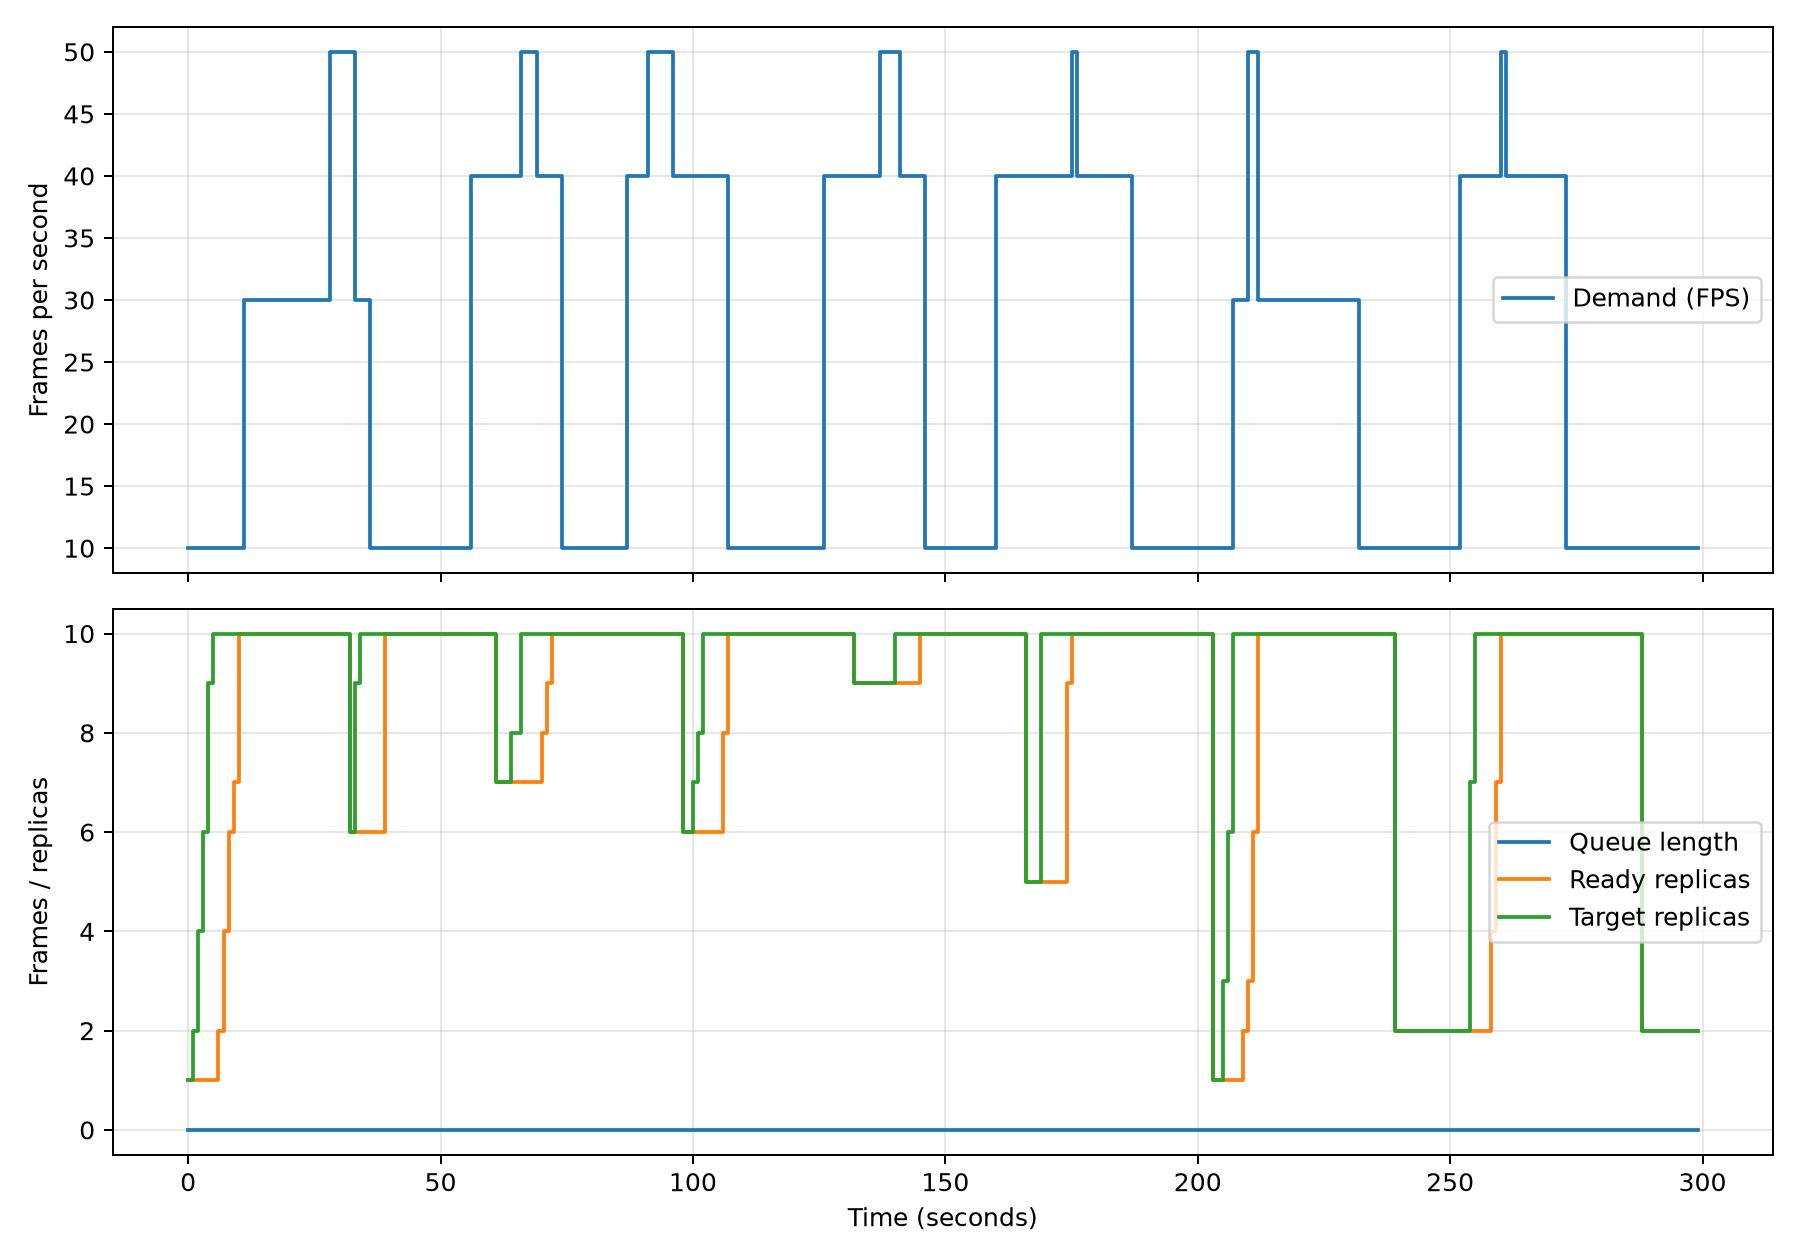 50
45
40
35
30
25
20
15
10
Frames per second
Demand (FPS)
10
8
6
4
2
0
Frames / replicas
Queue length
Ready replicas
Target replicas
0 50 100 150 200 250 300
Time (seconds)